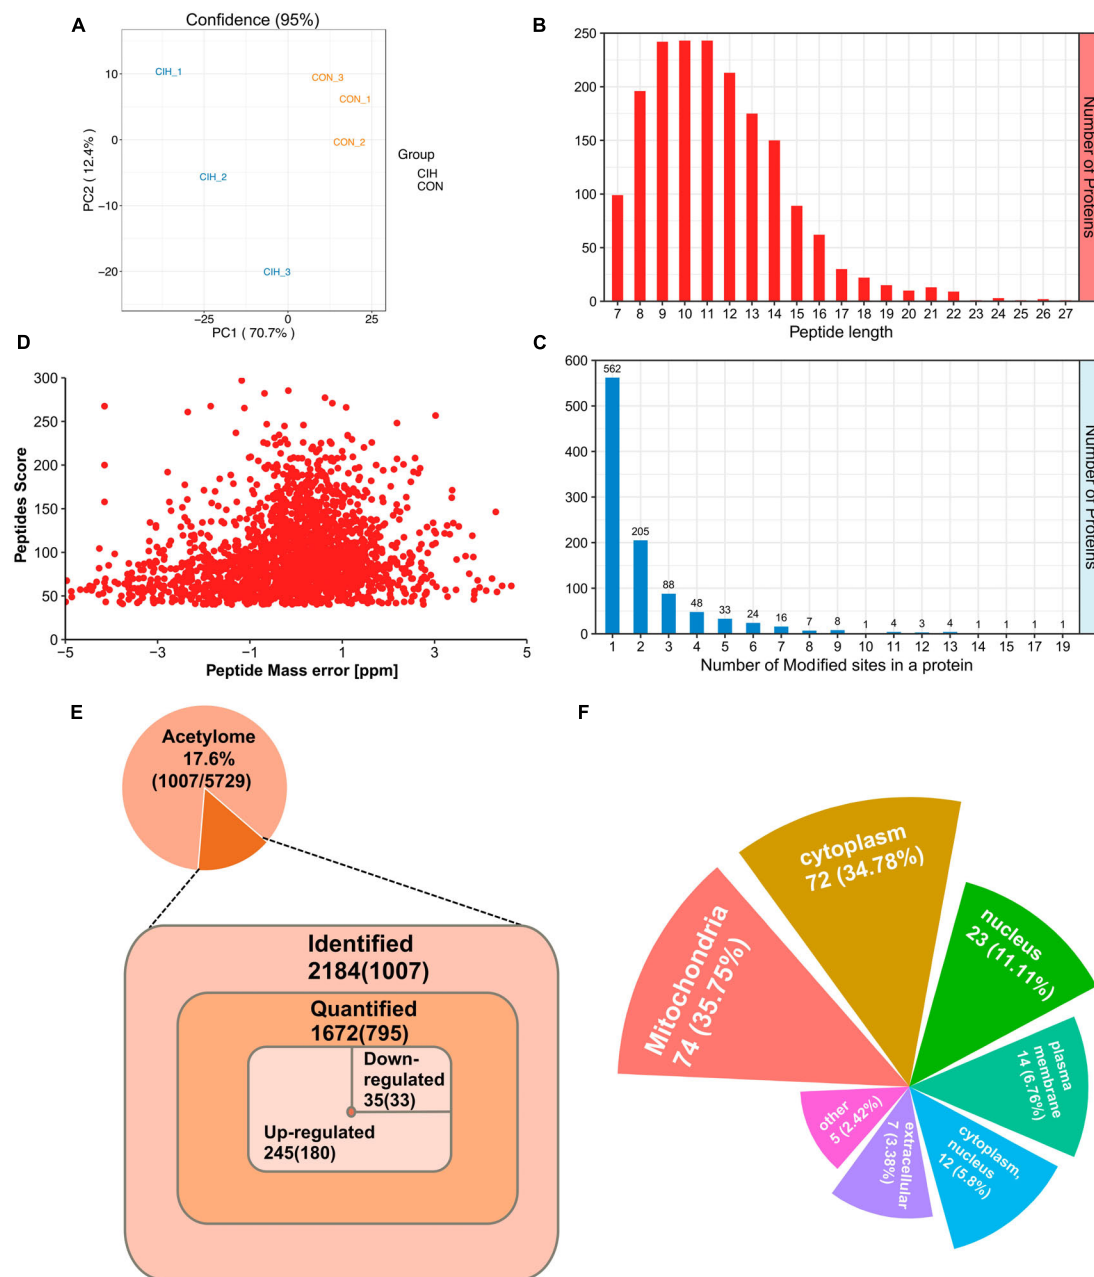 A
Confidence (95%)
10
0
−10
−20
PC2 ( 12.4% )
CIH_1
CON_3
CON_1
CON_2
CIH_2
CIH_3
−25
0
25
PC1 ( 70.7% )
Group
CIH
CON
B
250
200
150
100
50
0
7 8 9 10 11 12 13 14 15 16 17 18 19 20 21 22 23 24 25 26 27
Peptide length
Number of Proteins
D
300
250
200
150
100
50
0
Peptides Score
−5 −3 −1 1 3 5
Peptide Mass error [ppm]
C
600
500
400
300
200
100
0
562
205
88
48
33
24
16
7
8
1
4
3
4
1
1
1
1
1 2 3 4 5 6 7 8 9 10 11 12 13 14 15 17 19
Number of Modified sites in a protein
Number of Proteins
E
Acetylome
17.6%
(1007/5729)
Identified
2184(1007)
Quantified
1672(795)
Down-
regulated
35(33)
Up-regulated
245(180)
F
cytoplasm
72 (34.78%)
nucleus
23 (11.11%)
plasma
membrane
14 (6.76%)
cytoplasm,
nucleus
12 (5.8%)
extracellular
7 (3.38%)
other
5 (2.42%)
Mitochondria
74 (35.75%)